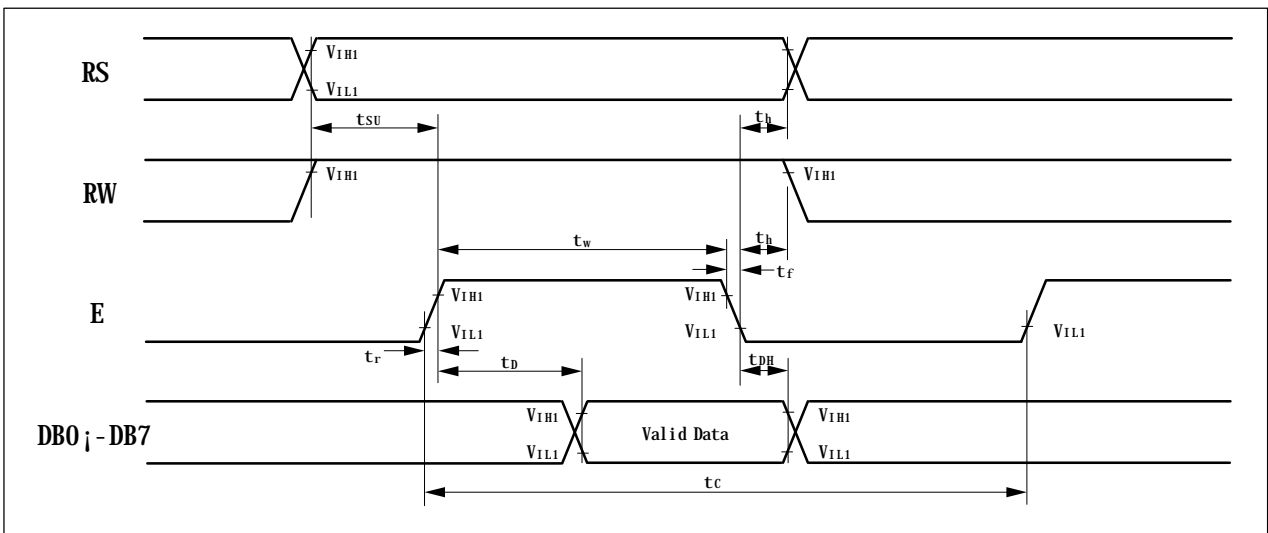 RS
VIH1
VIL1
tSU
th
RW
VIH1
VIH1
tw
th
tf
E
VIH1
VIH1
VIL1
VIL1
VIL1
tr
tD
tDH
DB0¡-DB7
VIH1
Valid Data
VIH1
VIL1
VIL1
tC